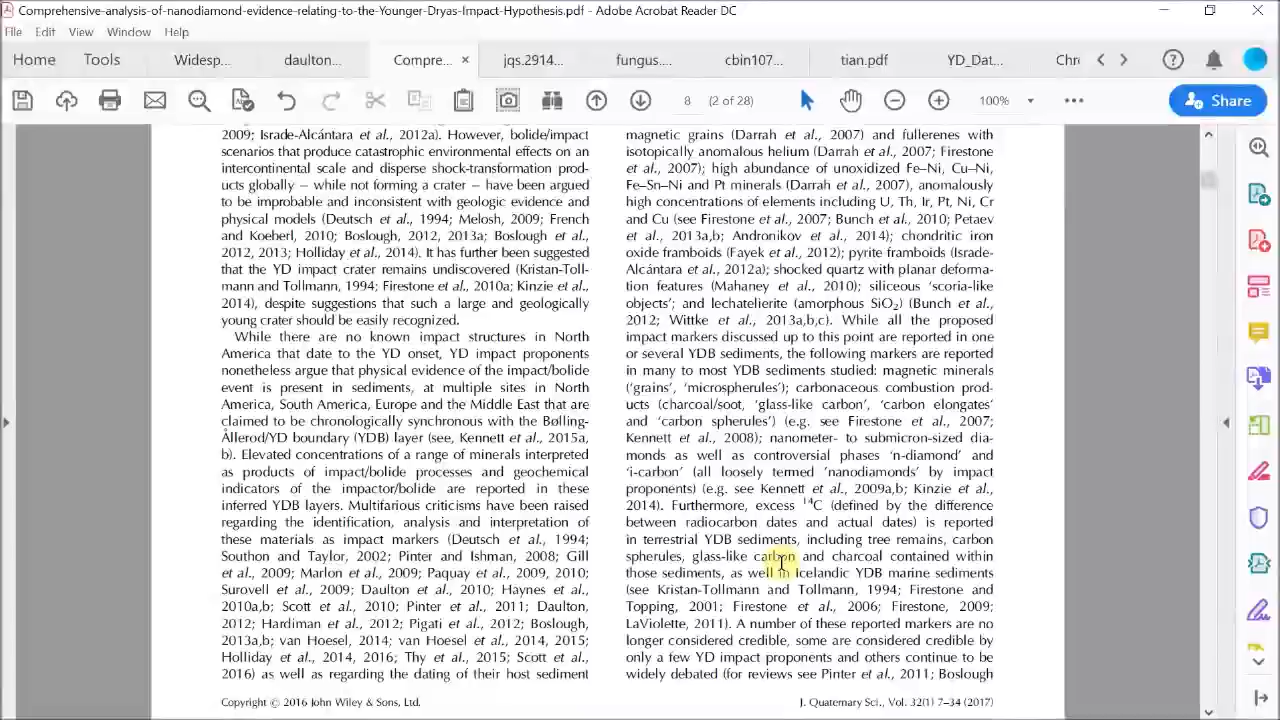 Comprehensive-analysis-of-nanodiamond-evidence-relating-to-the-Younger-Dryas-Impact-Hypothesis.pdf - Adobe Acrobat Reader DC
File Edit View Window Help
Home Tools Widesp... daulton... Compre... × jqs.2914... fungus.... cbin107... tian.pdf YD_Dat... Chr
8 (2 of 28) 100% Share
2009; Israde-Alcántara et al., 2012a). However, bolide/impact
scenarios that produce catastrophic environmental effects on an
intercontinental scale and disperse shock-transformation prod-
ucts globally – while not forming a crater – have been argued
to be improbable and inconsistent with geologic evidence and
physical models (Deutsch et al., 1994; Melosh, 2009; French
and Koeberl, 2010; Boslough, 2012, 2013a; Boslough et al.,
2012, 2013; Holliday et al., 2014). It has further been suggested
that the YD impact crater remains undiscovered (Kristan-Toll-
mann and Tollmann, 1994; Firestone et al., 2010a; Kinzie et al.,
2014), despite suggestions that such a large and geologically
young crater should be easily recognized.
While there are no known impact structures in North
America that date to the YD onset, YD impact proponents
nonetheless argue that physical evidence of the impact/bolide
event is present in sediments, at multiple sites in North
America, South America, Europe and the Middle East that are
claimed to be chronologically synchronous with the Bølling-
Ållerod/YD boundary (YDB) layer (see, Kennett et al., 2015a,
b). Elevated concentrations of a range of minerals interpreted
as products of impact/bolide processes and geochemical
indicators of the impactor/bolide are reported in these
inferred YDB layers. Multifarious criticisms have been raised
regarding the identification, analysis and interpretation of
these materials as impact markers (Deutsch et al., 1994;
Southon and Taylor, 2002; Pinter and Ishman, 2008; Gill
et al., 2009; Marlon et al., 2009; Paquay et al., 2009, 2010;
Surovell et al., 2009; Daulton et al., 2010; Haynes et al.,
2010a,b; Scott et al., 2010; Pinter et al., 2011; Daulton,
2012; Hardiman et al., 2012; Pigati et al., 2012; Boslough,
2013a,b; van Hoesel, 2014; van Hoesel et al., 2014, 2015;
Holliday et al., 2014, 2016; Thy et al., 2015; Scott et al.,
2016) as well as regarding the dating of their host sediment
magnetic grains (Darrah et al., 2007) and fullerenes with
isotopically anomalous helium (Darrah et al., 2007; Firestone
et al., 2007); high abundance of unoxidized Fe–Ni, Cu–Ni,
Fe–Sn–Ni and Pt minerals (Darrah et al., 2007), anomalously
high concentrations of elements including U, Th, Ir, Pt, Ni, Cr
and Cu (see Firestone et al., 2007; Bunch et al., 2010; Petaev
et al., 2013a,b; Andronikov et al., 2014); chondritic iron
oxide framboids (Fayek et al., 2012); pyrite framboids (Israde-
Alcántara et al., 2012a); shocked quartz with planar deforma-
tion features (Mahaney et al., 2010); siliceous ‘scoria-like
objects’; and lechatelierite (amorphous SiO2) (Bunch et al.,
2012; Wittke et al., 2013a,b,c). While all the proposed
impact markers discussed up to this point are reported in one
or several YDB sediments, the following markers are reported
in many to most YDB sediments studied: magnetic minerals
(‘grains’, ‘microspherules’); carbonaceous combustion prod-
ucts (charcoal/soot, ‘glass-like carbon’, ‘carbon elongates’
and ‘carbon spherules’) (e.g. see Firestone et al., 2007;
Kennett et al., 2008); nanometer- to submicron-sized dia-
monds as well as controversial phases ‘n-diamond’ and
‘i-carbon’ (all loosely termed ‘nanodiamonds’ by impact
proponents) (e.g. see Kennett et al., 2009a,b; Kinzie et al.,
2014). Furthermore, excess 14C (defined by the difference
between radiocarbon dates and actual dates) is reported
in terrestrial YDB sediments, including tree remains, carbon
spherules, glass-like carbon and charcoal contained within
those sediments, as well in Icelandic YDB marine sediments
(see Kristan-Tollmann and Tollmann, 1994; Firestone and
Topping, 2001; Firestone et al., 2006; Firestone, 2009;
LaViolette, 2011). A number of these reported markers are no
longer considered credible, some are considered credible by
only a few YD impact proponents and others continue to be
widely debated (for reviews see Pinter et al., 2011; Boslough
Copyright © 2016 John Wiley & Sons, Ltd.
J. Quaternary Sci., Vol. 32(1) 7–34 (2017)